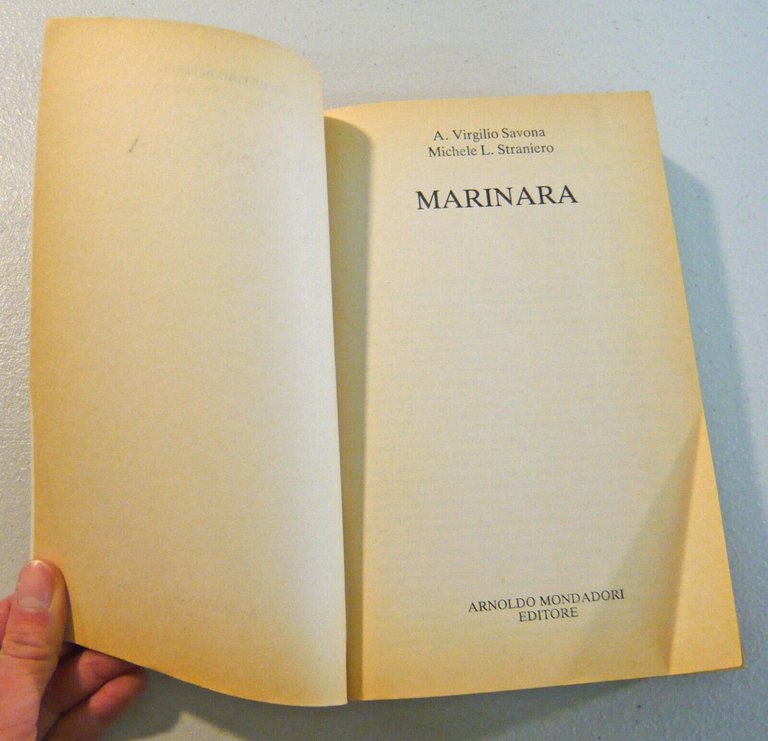 A. Virgilio Savona
Michele L. Straniero
MARINARA
ARNOLDO MONDADORI
EDITORE